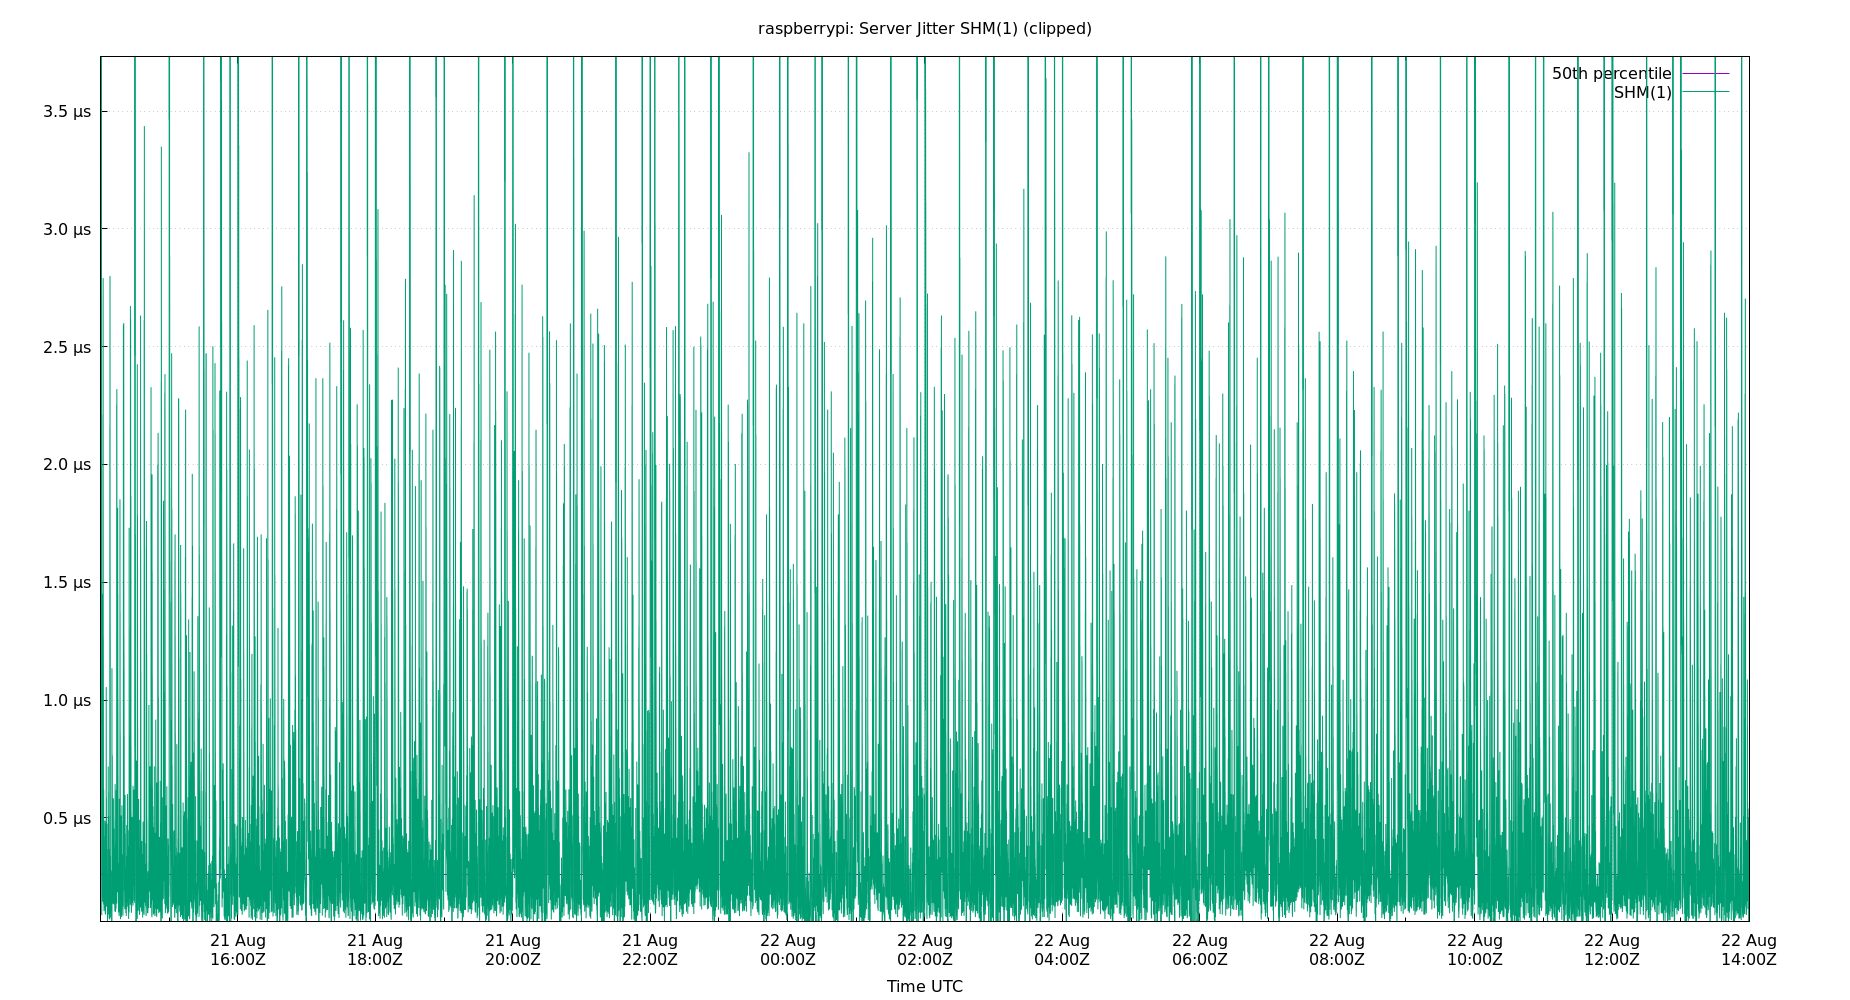 raspberrypi: Server Jitter SHM(1) (clipped)
50th percentile
SHM(1)
3.5 μs
3.0 μs
2.5 μs
2.0 μs
1.5 μs
1.0 μs
0.5 μs
21 Aug 21 Aug 21 Aug 21 Aug 22 Aug 22 Aug 22 Aug 22 Aug 22 Aug 22 Aug 22 Aug 22 Aug
16:00Z 18:00Z 20:00Z 22:00Z 00:00Z 02:00Z 04:00Z 06:00Z 08:00Z 10:00Z 12:00Z 14:00Z
Time UTC